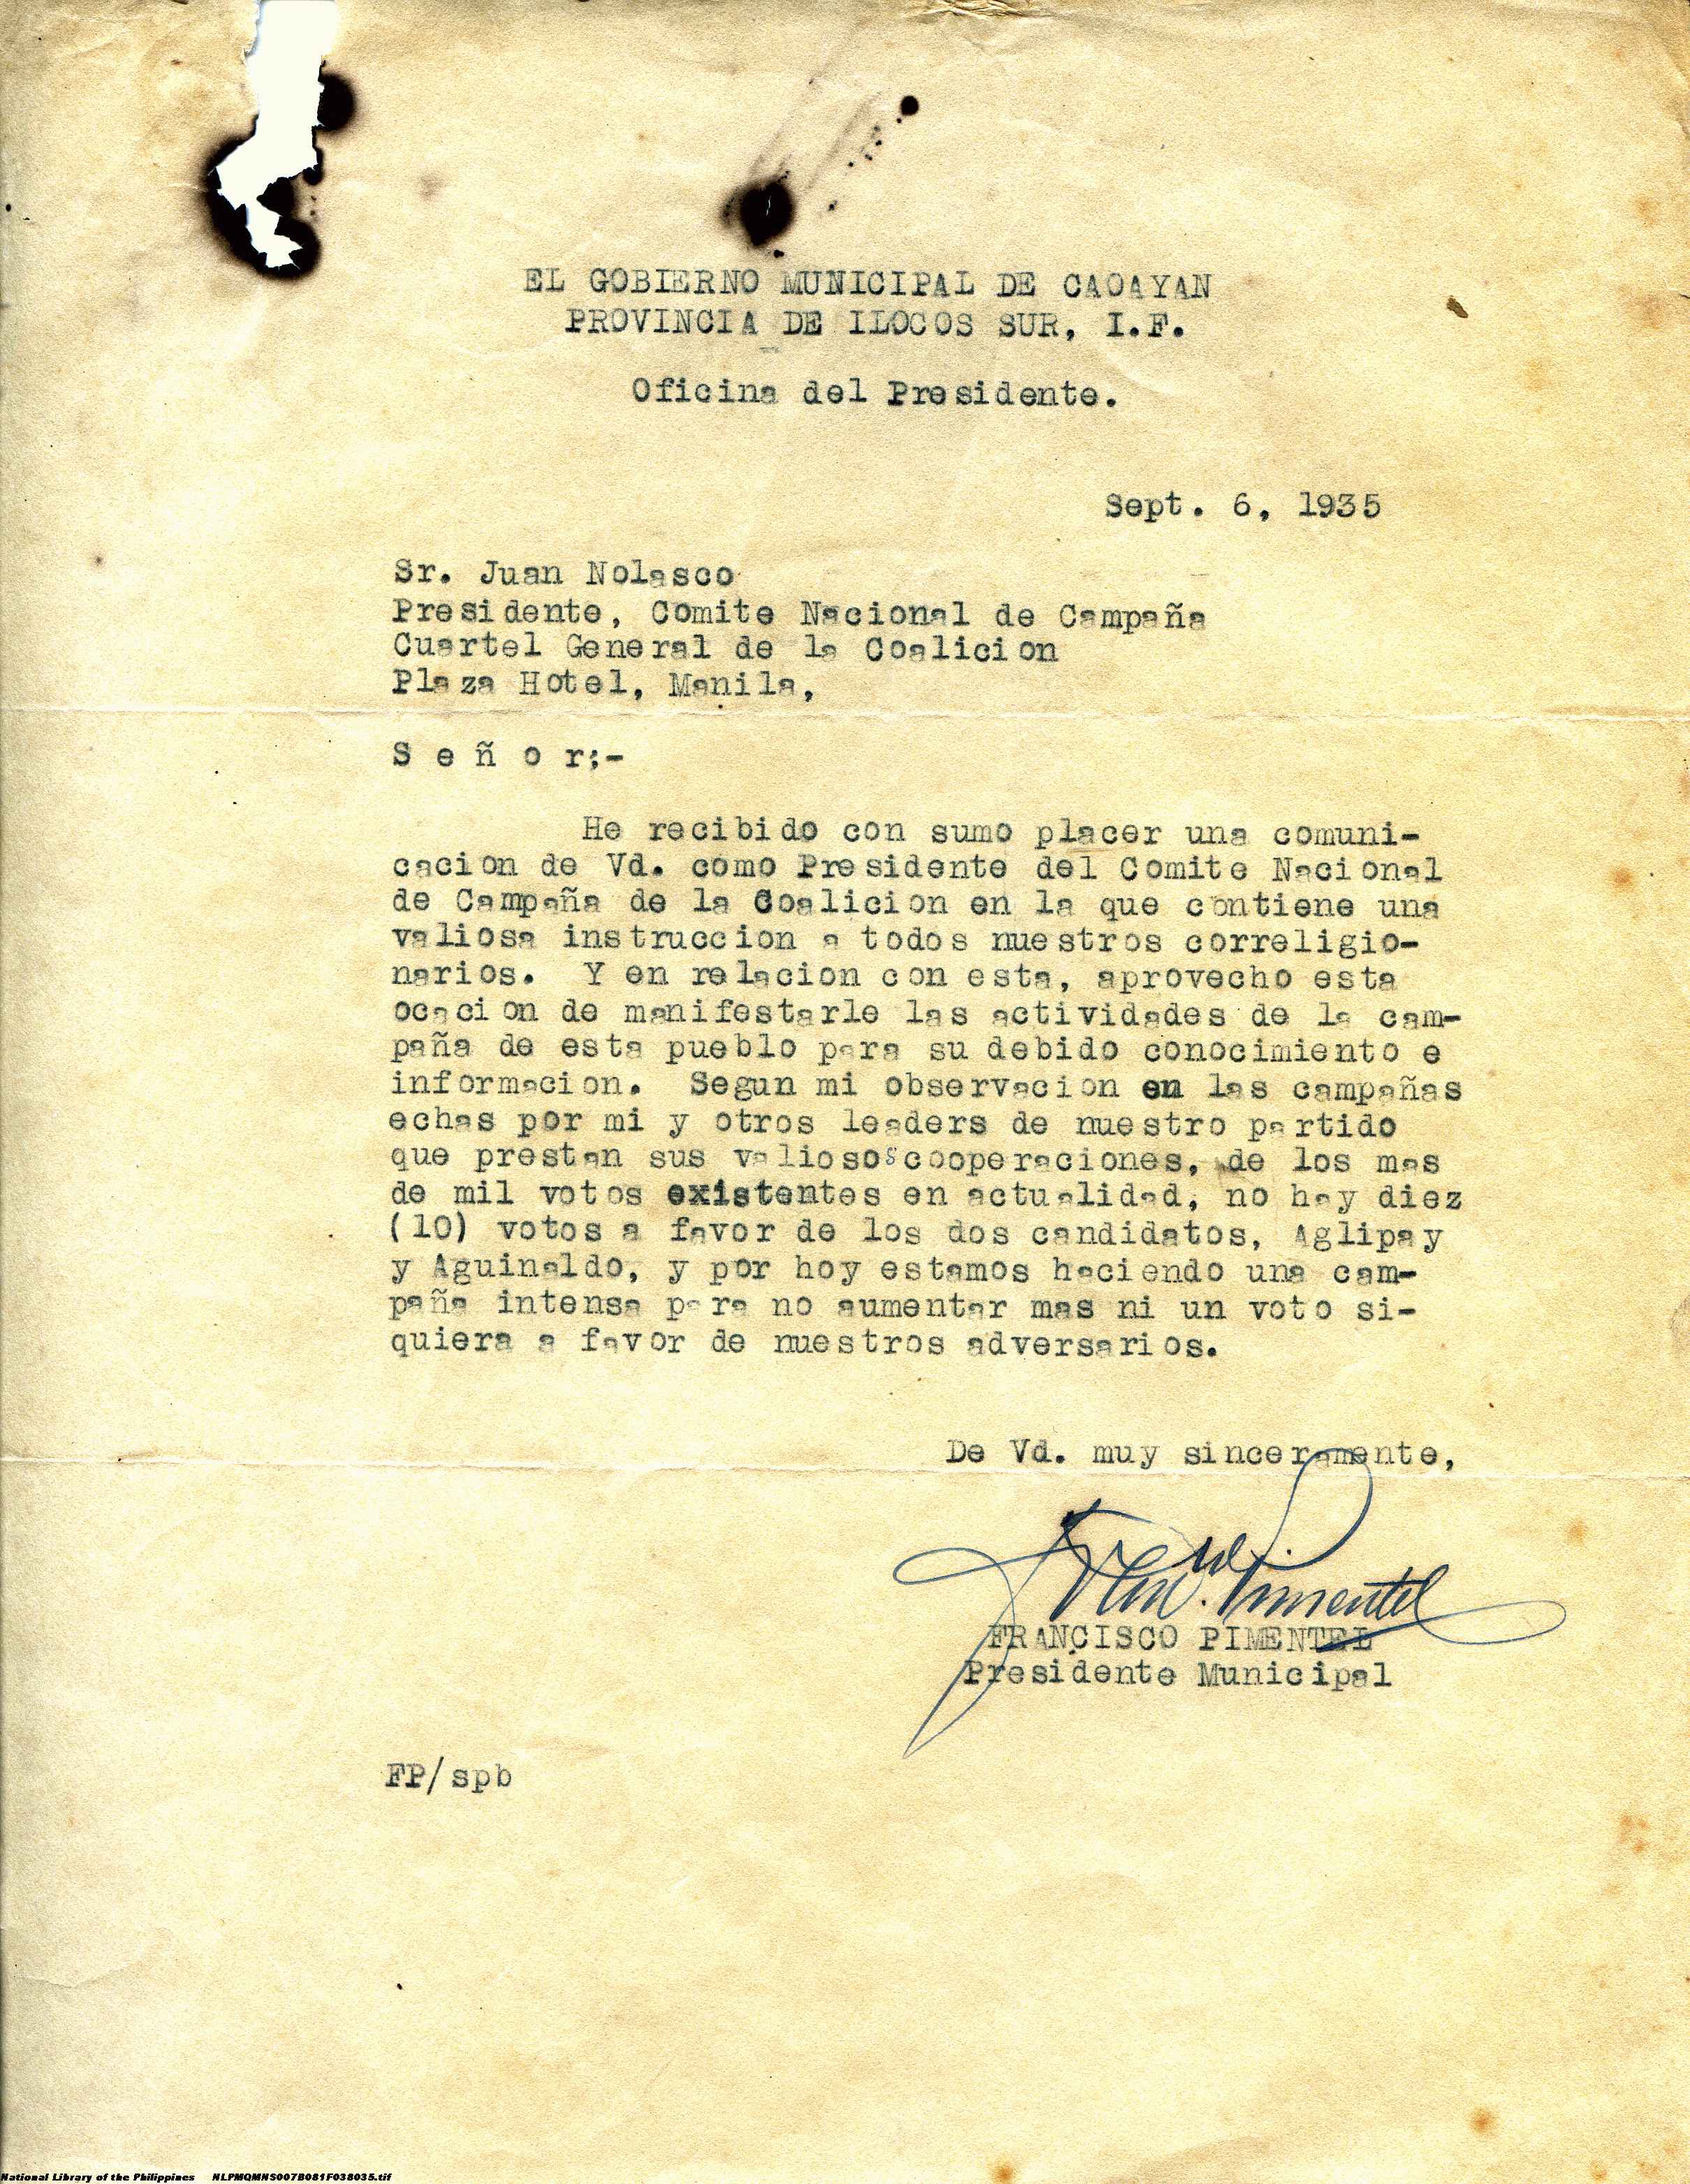 EL GOBIERNO MUNICIPAL DE CAOAYAN
PROVINCIA DE ILOCOS SUR, I.F.
Oficina del Presidente.
Sept. 6, 1935
Sr. Juan Nolasco
Presidente, Comite Nacional de Campaña
Cuartel General de la Coalicion
Plaza Hotel, Manila,
S e ñ o r:-
He recibido con sumo placer una comuni-
cacion de Vd. como Presidente del Comite Nacional
de Campaña de la Coalicion en la que contiene una
valiosa instruccion a todos nuestros correligio-
narios. Y en relacion con esta, aprovecho esta
ocacion de manifestarle las actividades de la cam-
paña de esta pueblo para su debido conocimiento e
informacion. Segun mi observacion en las campañas
echas por mi y otros leaders de nuestro partido
que prestan sus valiosos cooperaciones, de los mas
de mil votos existentes en actualidad, no hay diez
(10) votos a favor de los dos candidatos, Aglipay
y Aguinaldo, y por hoy estamos haciendo una cam-
paña intensa para no aumentar mas ni un voto si-
quiera a favor de nuestros adversarios.
De Vd. muy sinceramente,
Pimentel
FRANCISCO PIMENTEL
Presidente Municipal
FP/spb
National Library of the Philippines NLPMQMNS007B081F038035.tif